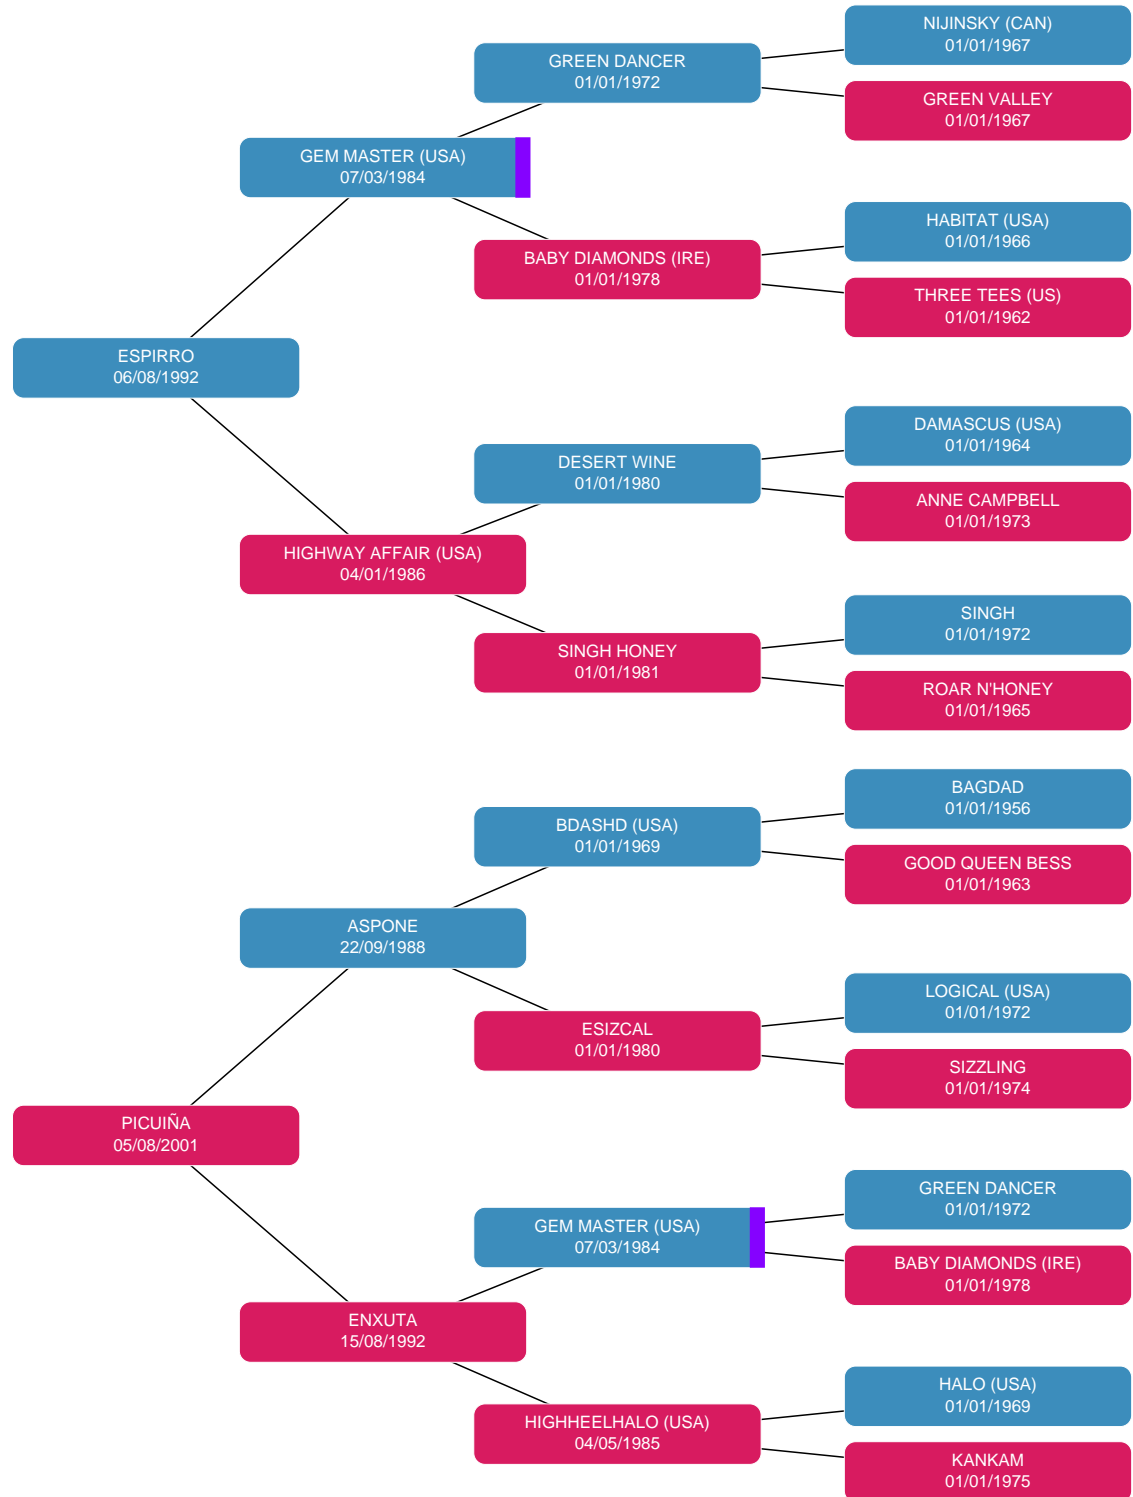 NIJINSKY (CAN)
01/01/1967
GREEN DANCER
01/01/1972
GREEN VALLEY
01/01/1967
GEM MASTER (USA)
07/03/1984
HABITAT (USA)
01/01/1966
BABY DIAMONDS (IRE)
01/01/1978
THREE TEES (US)
01/01/1962
ESPIRRO
06/08/1992
DAMASCUS (USA)
01/01/1964
DESERT WINE
01/01/1980
ANNE CAMPBELL
01/01/1973
HIGHWAY AFFAIR (USA)
04/01/1986
SINGH
01/01/1972
SINGH HONEY
01/01/1981
ROAR N'HONEY
01/01/1965
BAGDAD
01/01/1956
BDASHD (USA)
01/01/1969
GOOD QUEEN BESS
01/01/1963
ASPONE
22/09/1988
LOGICAL (USA)
01/01/1972
ESIZCAL
01/01/1980
SIZZLING
01/01/1974
PICUIÑA
05/08/2001
GREEN DANCER
01/01/1972
GEM MASTER (USA)
07/03/1984
BABY DIAMONDS (IRE)
01/01/1978
ENXUTA
15/08/1992
HALO (USA)
01/01/1969
HIGHHEELHALO (USA)
04/05/1985
KANKAM
01/01/1975